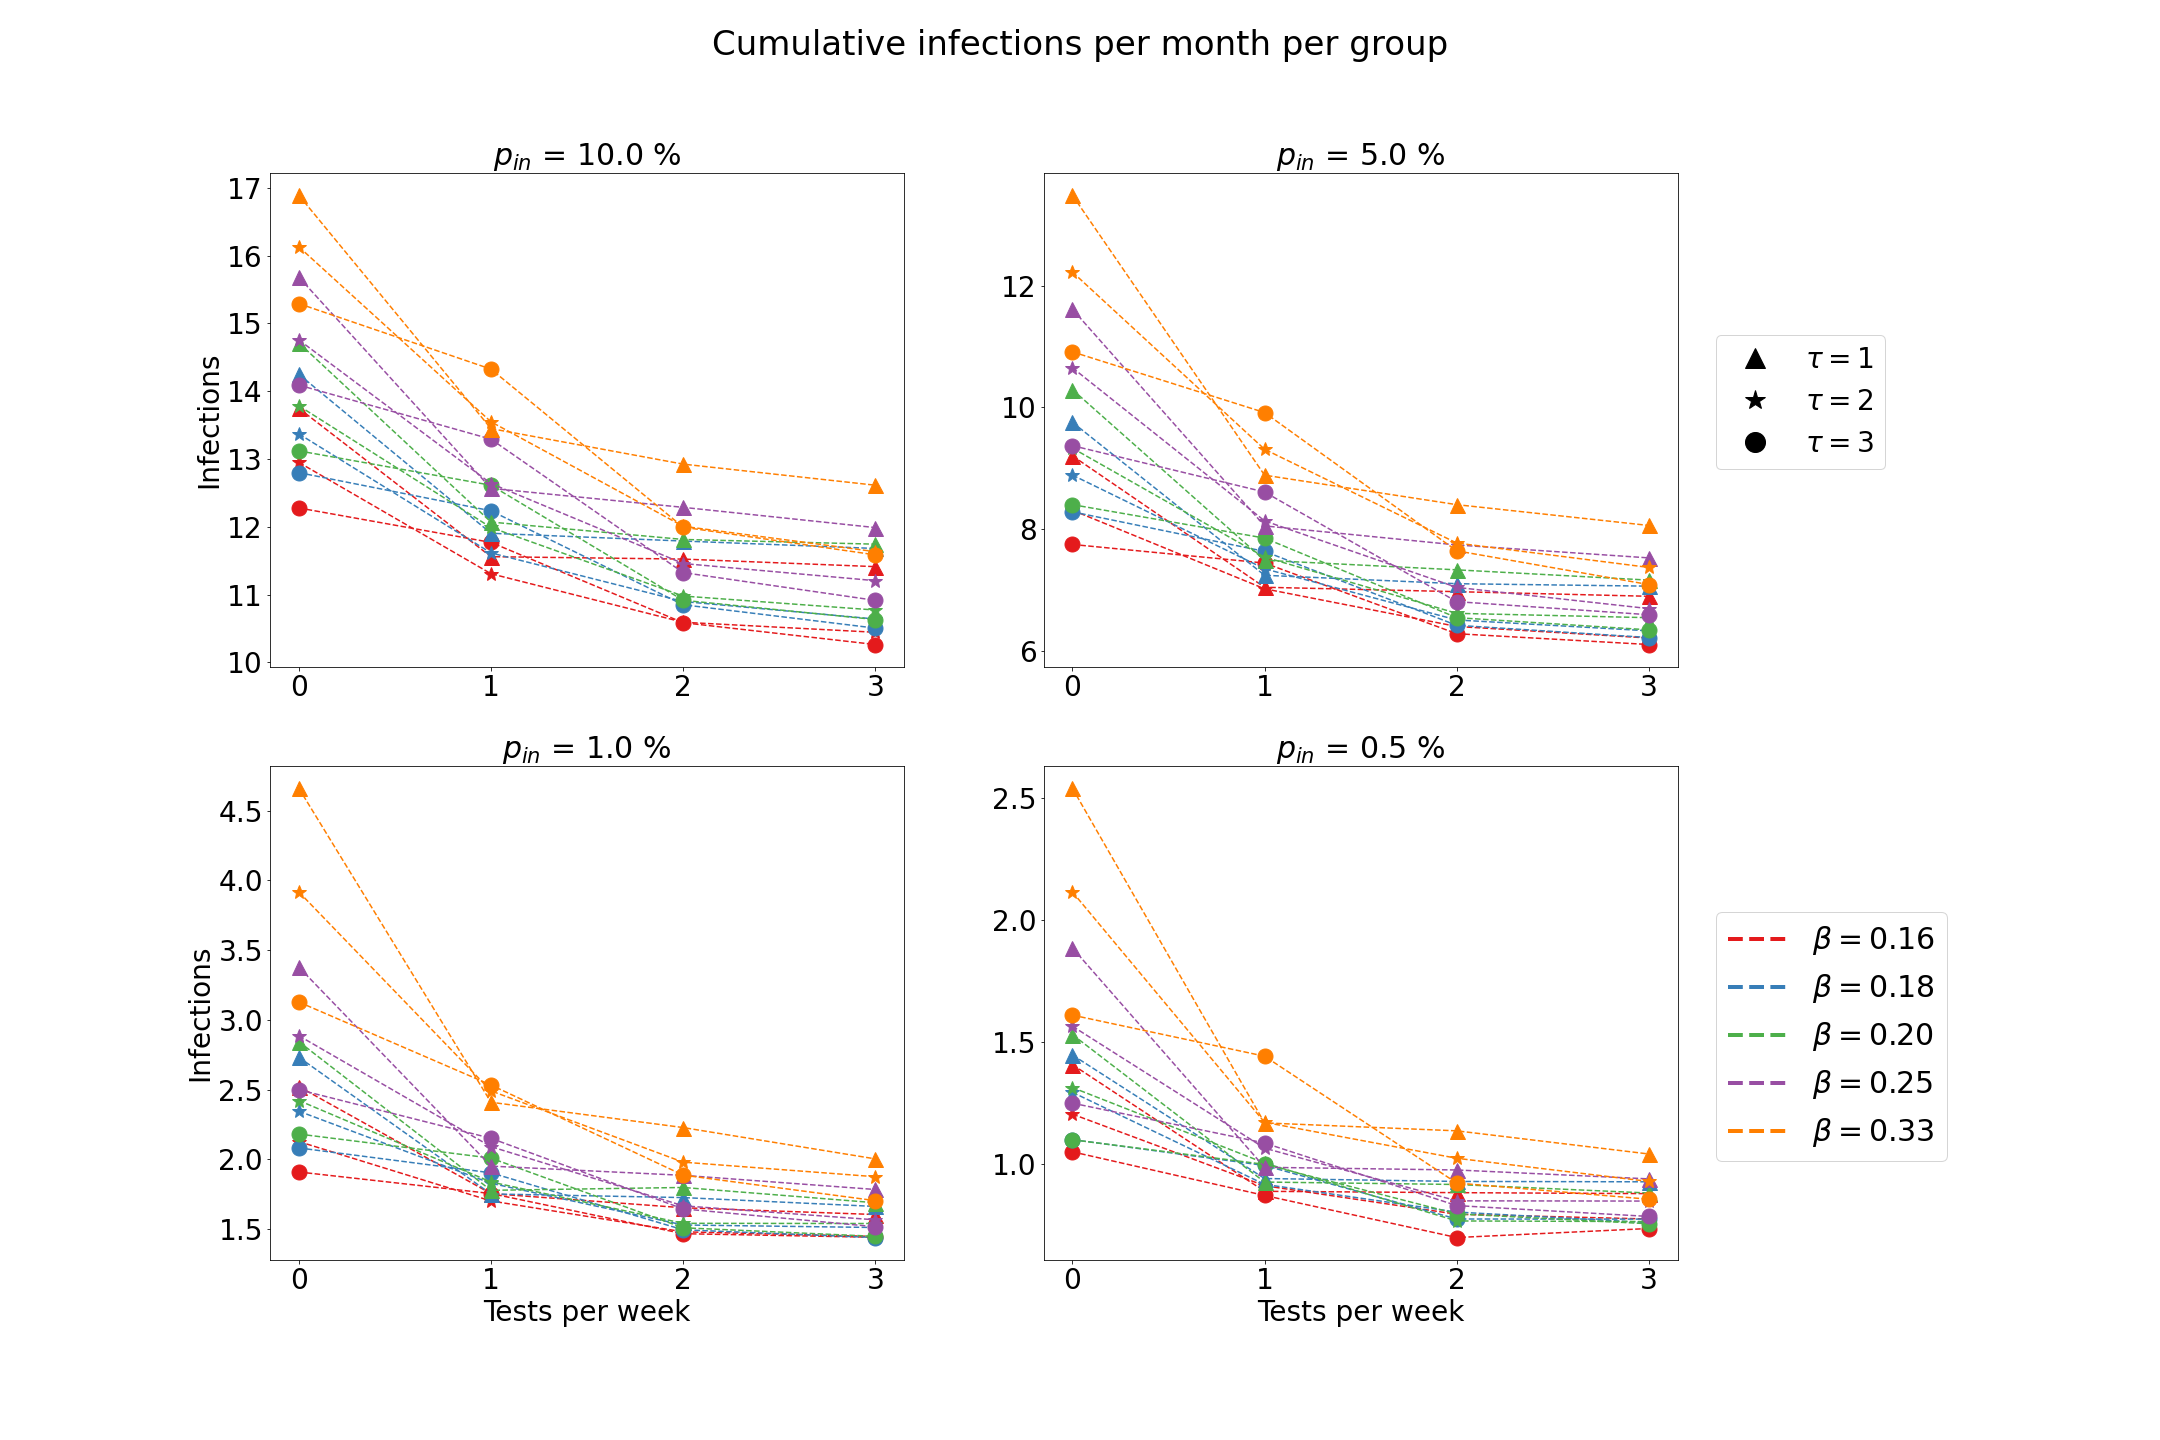 Cumulative infections per month per group
p_in = 10.0 %
p_in = 5.0 %
17
16
15
14
13
12
11
10
Infections
0 1 2 3
12
10
8
6
0 1 2 3
τ = 1
τ = 2
τ = 3
p_in = 1.0 %
p_in = 0.5 %
4.5
4.0
3.5
3.0
2.5
2.0
1.5
Infections
0 1 2 3
Tests per week
2.5
2.0
1.5
1.0
0 1 2 3
Tests per week
β = 0.16
β = 0.18
β = 0.20
β = 0.25
β = 0.33